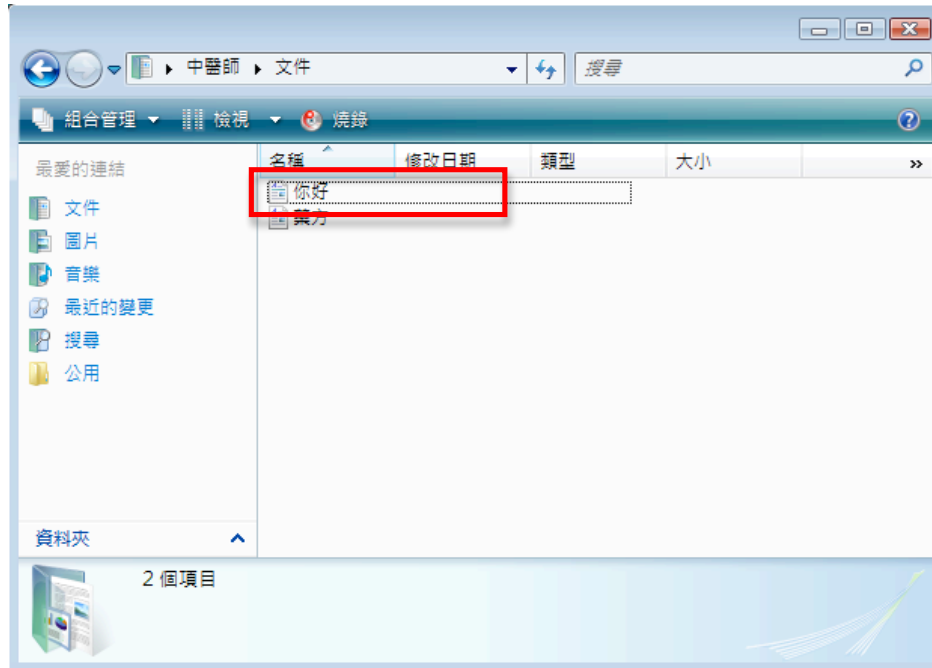 中醫師 文件 搜尋
組合管理 檢視 燒錄
最愛的連結
文件
圖片
音樂
最近的變更
搜尋
公用
資料夾
名稱 修改日期 類型 大小
你好
藥方
2 個項目